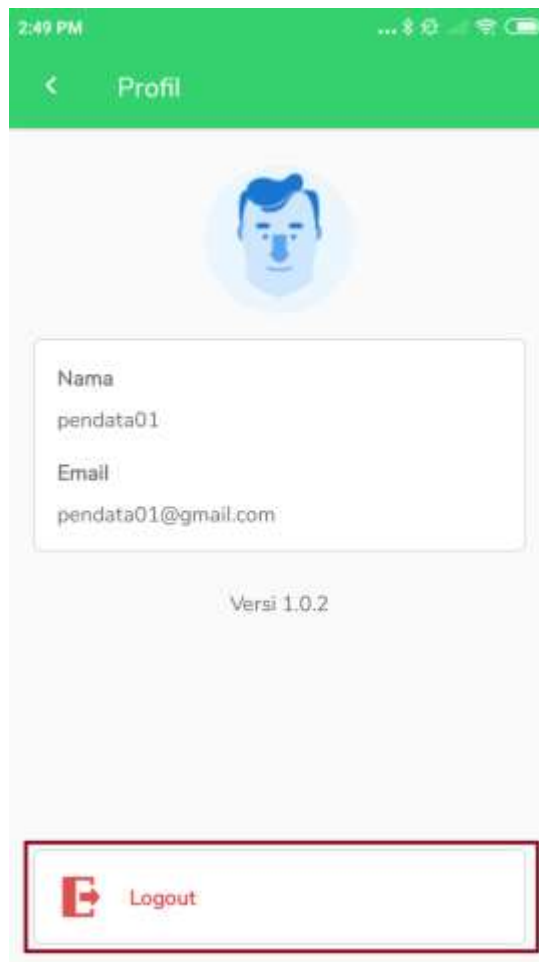 2:49 PM
Profil
Nama
pendata01
Email
pendata01@gmail.com
Versi 1.0.2
Logout